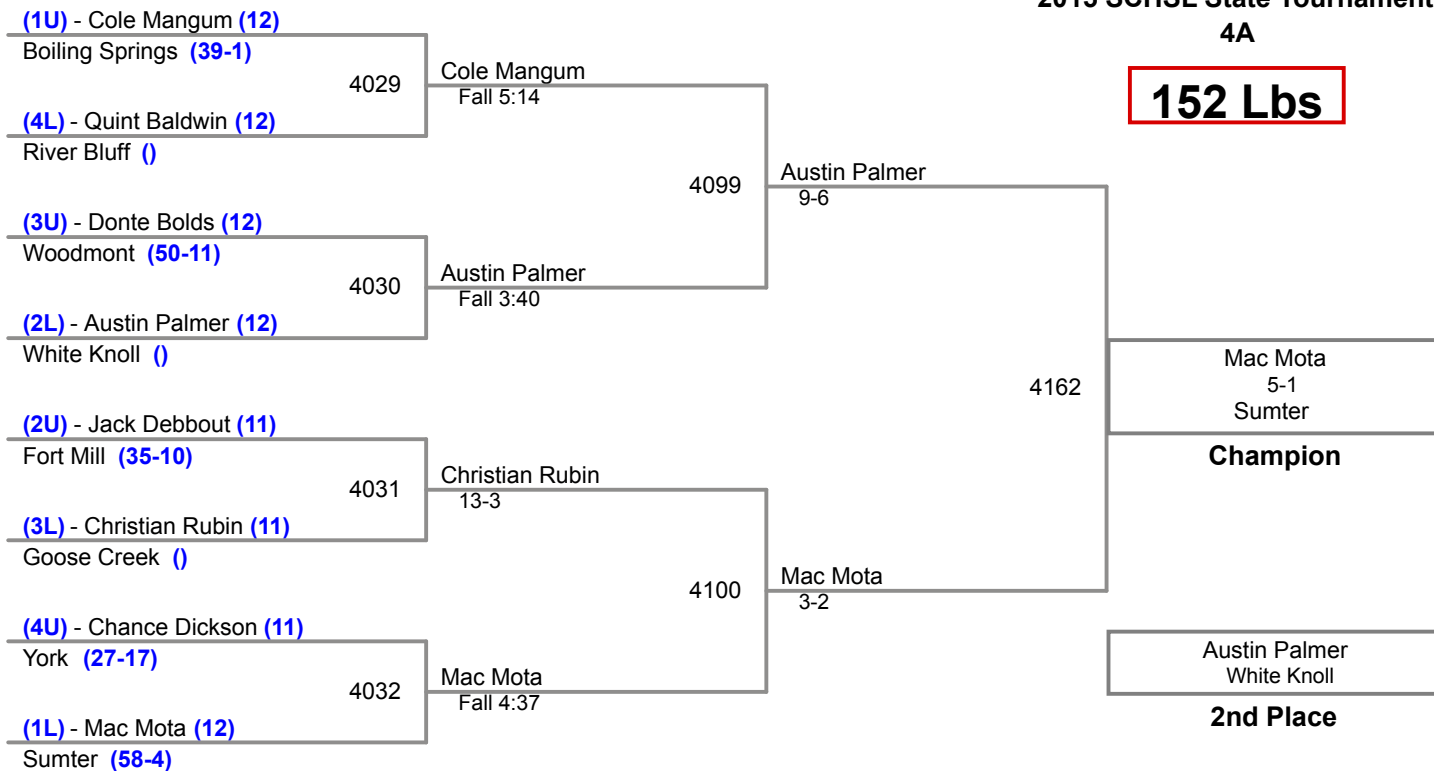 2015 SCHSL State Tournament
4A
152 Lbs
(1U) - Cole Mangum (12)
Boiling Springs (39-1)
4029
(4L) - Quint Baldwin (12)
River Bluff ()
Cole Mangum
Fall 5:14
(3U) - Donte Bolds (12)
Woodmont (50-11)
4030
(2L) - Austin Palmer (12)
White Knoll ()
Austin Palmer
Fall 3:40
4099
Austin Palmer
9-6
(2U) - Jack Debbout (11)
Fort Mill (35-10)
4031
(3L) - Christian Rubin (11)
Goose Creek ()
Christian Rubin
13-3
(4U) - Chance Dickson (11)
York (27-17)
4032
(1L) - Mac Mota (12)
Sumter (58-4)
Mac Mota
Fall 4:37
4100
Mac Mota
3-2
4162
Mac Mota
5-1
Sumter
Champion
Austin Palmer
White Knoll
2nd Place